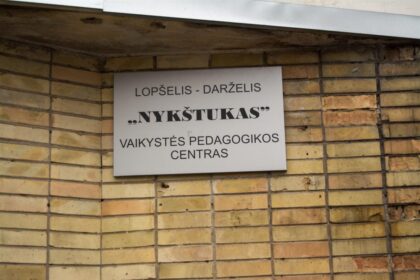 LOPŠELIS - DARŽELIS
„NYKŠTUKAS”
VAIKYSTĖS PEDAGOGIKOS
CENTRAS